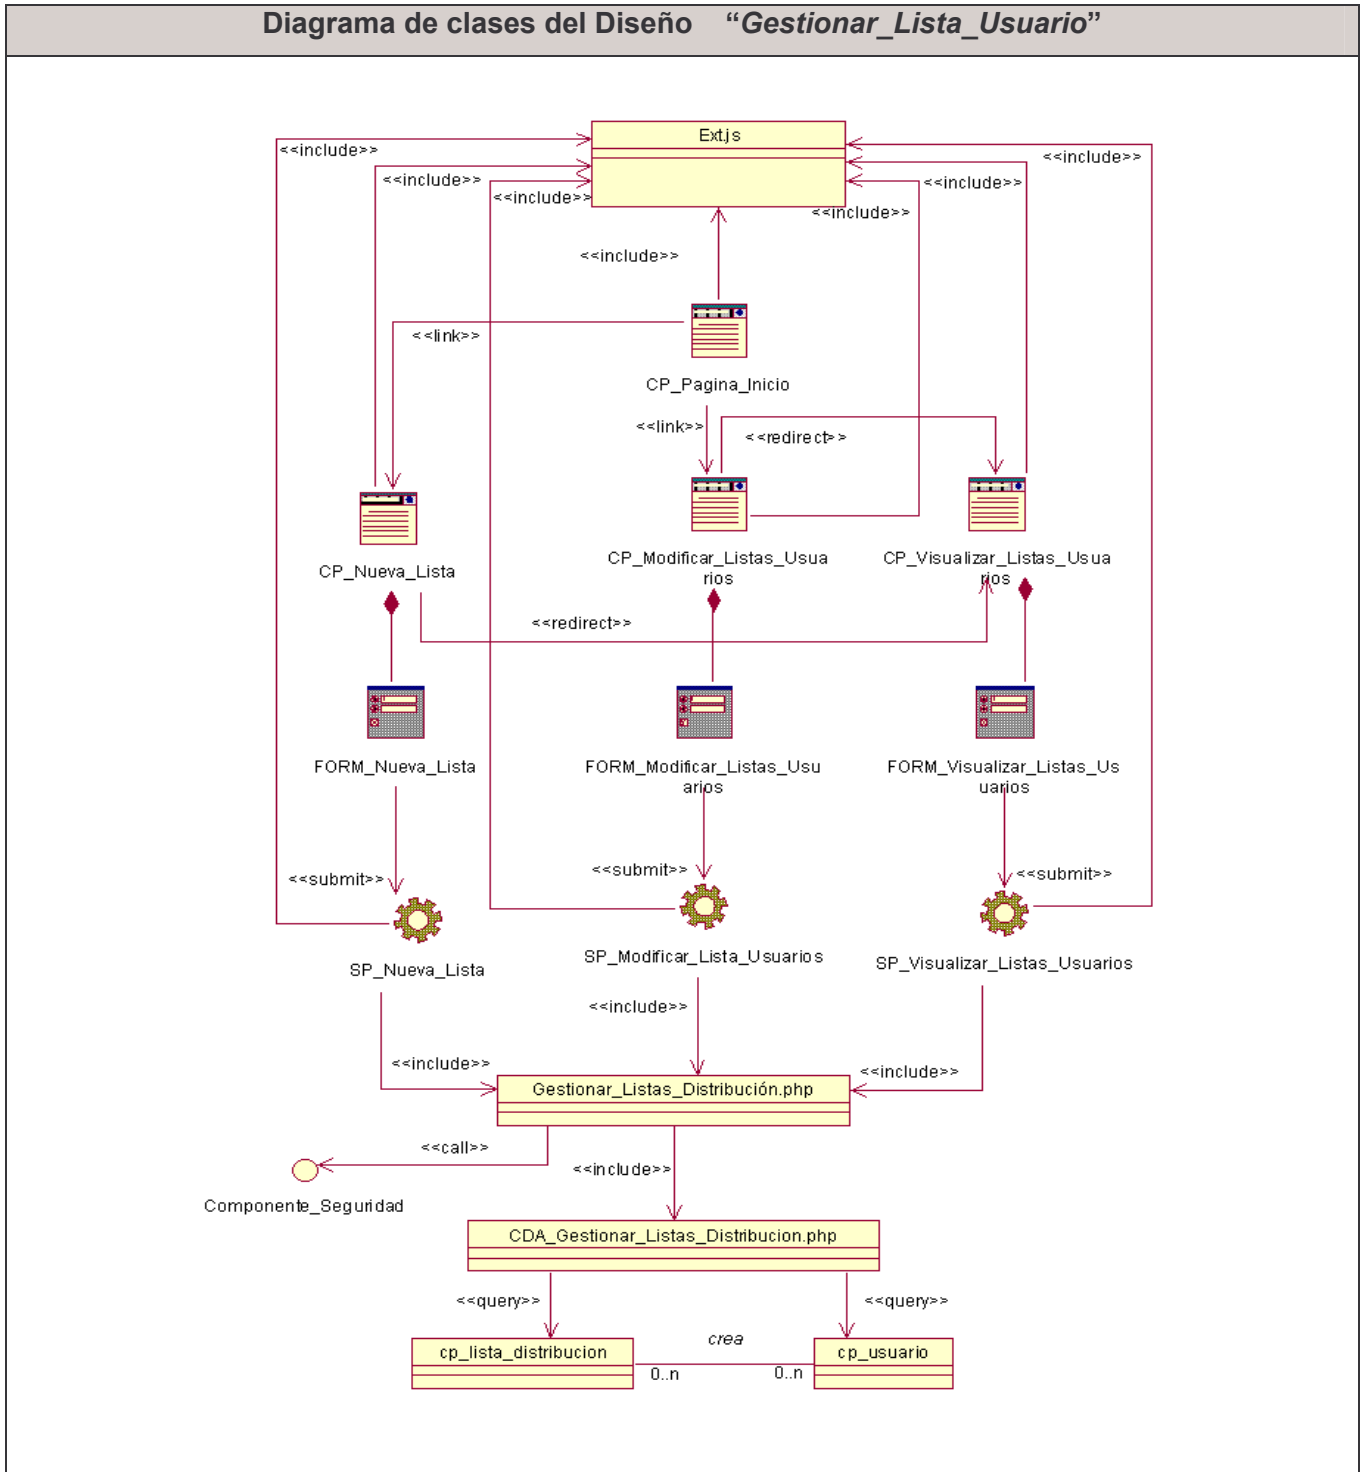 Diagrama de clases del Diseño “Gestionar_Lista_Usuario”
Ext.js
<<include>>
<<include>>
<<include>>
<<include>>
<<include>>
<<include>>
<<include>>
<<link>>
CP_Pagina_Inicio
<<link>>
<<redirect>>
CP_Nueva_Lista
CP_Modificar_Listas_Usua
rios
CP_Visualizar_Listas_Usua
rios
<<redirect>>
FORM_Nueva_Lista
FORM_Modificar_Listas_Usu
arios
FORM_Visualizar_Listas_Us
uarios
<<submit>>
<<submit>>
<<submit>>
SP_Nueva_Lista
SP_Modificar_Lista_Usuarios
SP_Visualizar_Listas_Usuarios
<<include>>
<<include>>
<<include>>
Gestionar_Listas_Distribución.php
<<call>>
<<include>>
Componente_Seguridad
CDA_Gestionar_Listas_Distribucion.php
<<query>>
<<query>>
cp_lista_distribucion
crea
cp_usuario
0..n
0..n